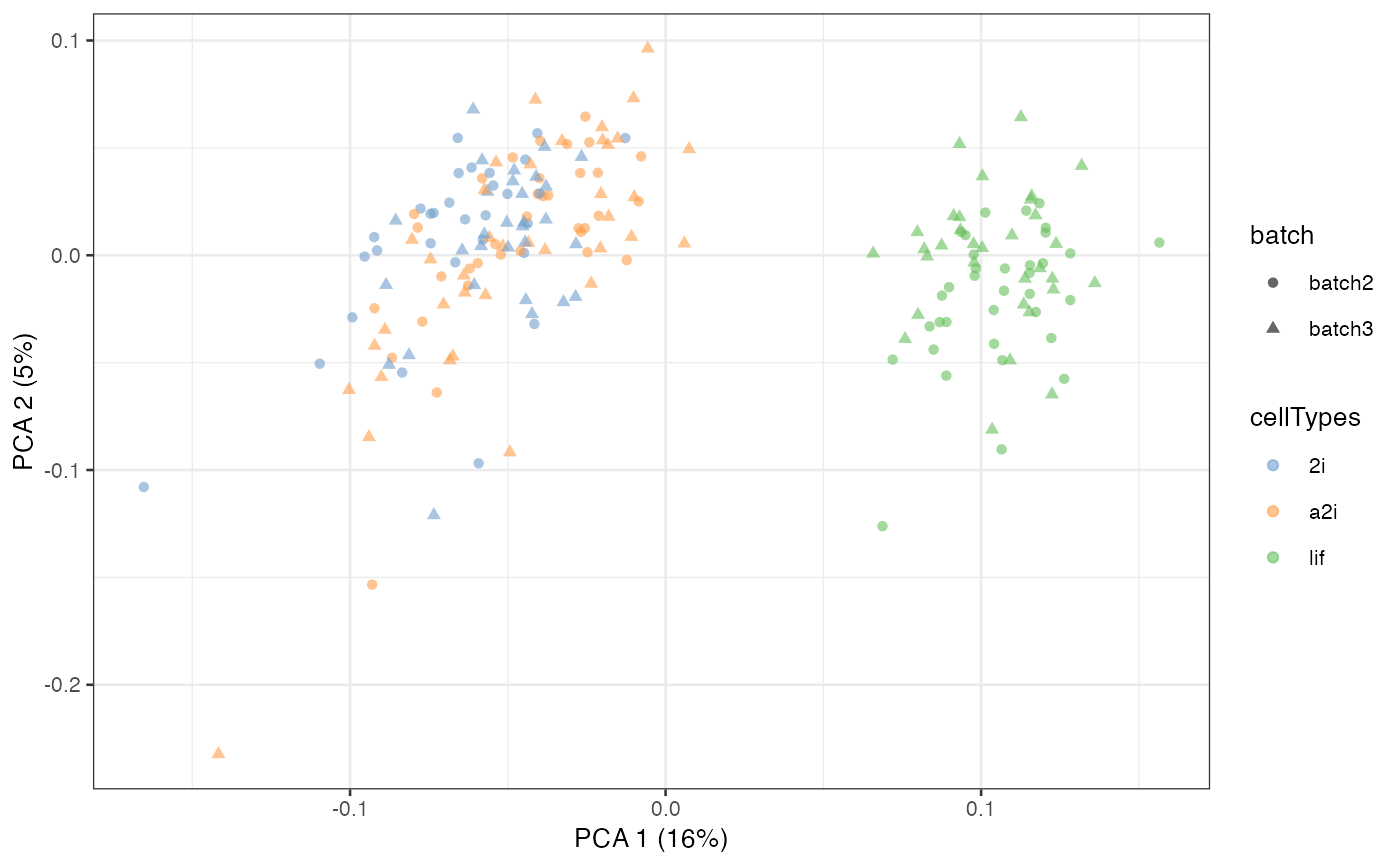 0.1
0.0
-0.1
-0.2
PCA 2 (5%)
-0.1
0.0
0.1
PCA 1 (16%)
batch
batch2
batch3
cellTypes
2i
a2i
lif